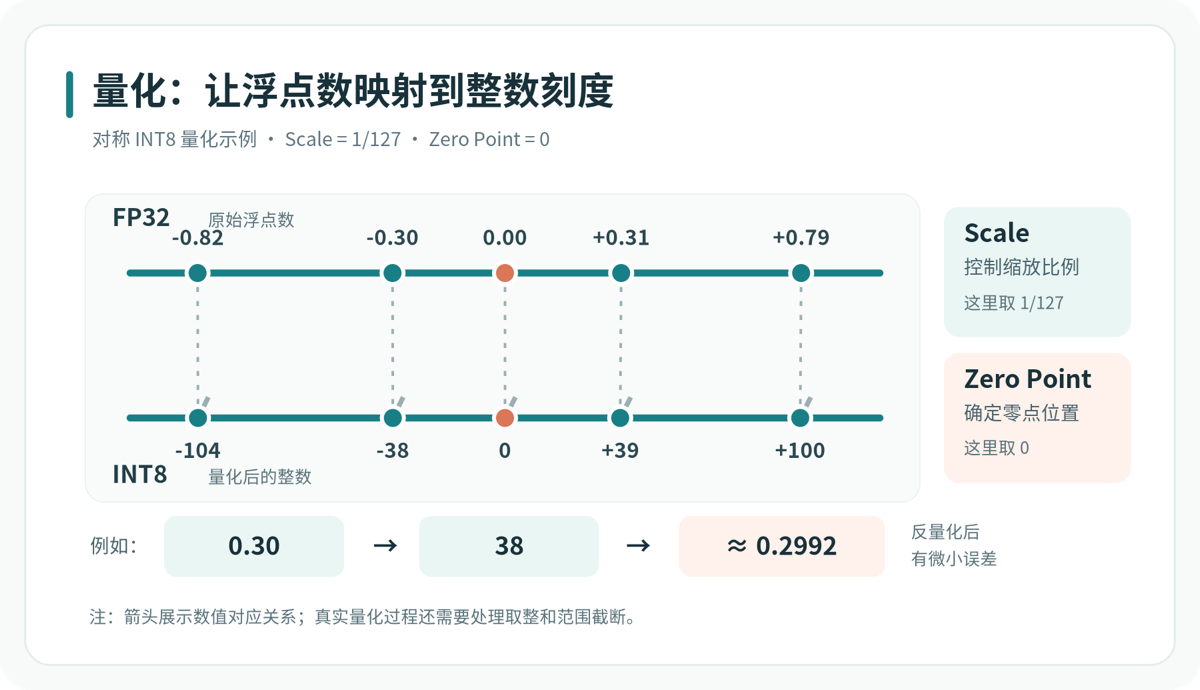 量化：让浮点数映射到整数刻度
对称 INT8 量化示例 · Scale = 1/127 · Zero Point = 0
FP32 原始浮点数
-0.82 -0.30 0.00 +0.31 +0.79
-104 -38 0 +39 +100
INT8 量化后的整数
Scale
控制缩放比例
这里取 1/127
Zero Point
确定零点位置
这里取 0
例如： 0.30 → 38 → ≈ 0.2992
反量化后
有微小误差
注：箭头展示数值对应关系；真实量化过程还需要处理取整和范围截断。